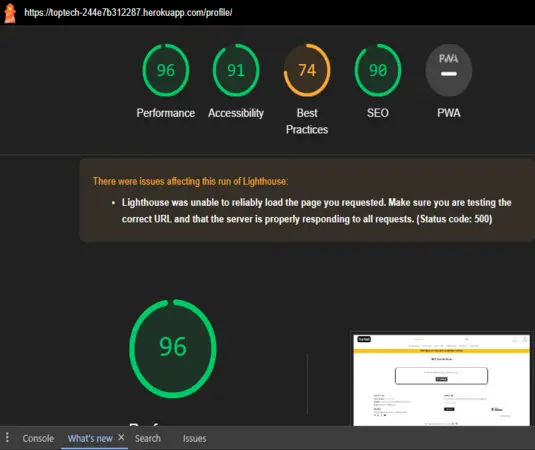 https://toptech-244e7b312287.herokuapp.com/profile/
96
91
74
90
PWA
Performance
Accessibility
Best
Practices
SEO
PWA
There were issues affecting this run of Lighthouse:
• Lighthouse was unable to reliably load the page you requested. Make sure you are testing the
correct URL and that the server is properly responding to all requests. (Status code: 500)
96
Console
What's new
Search
Issues